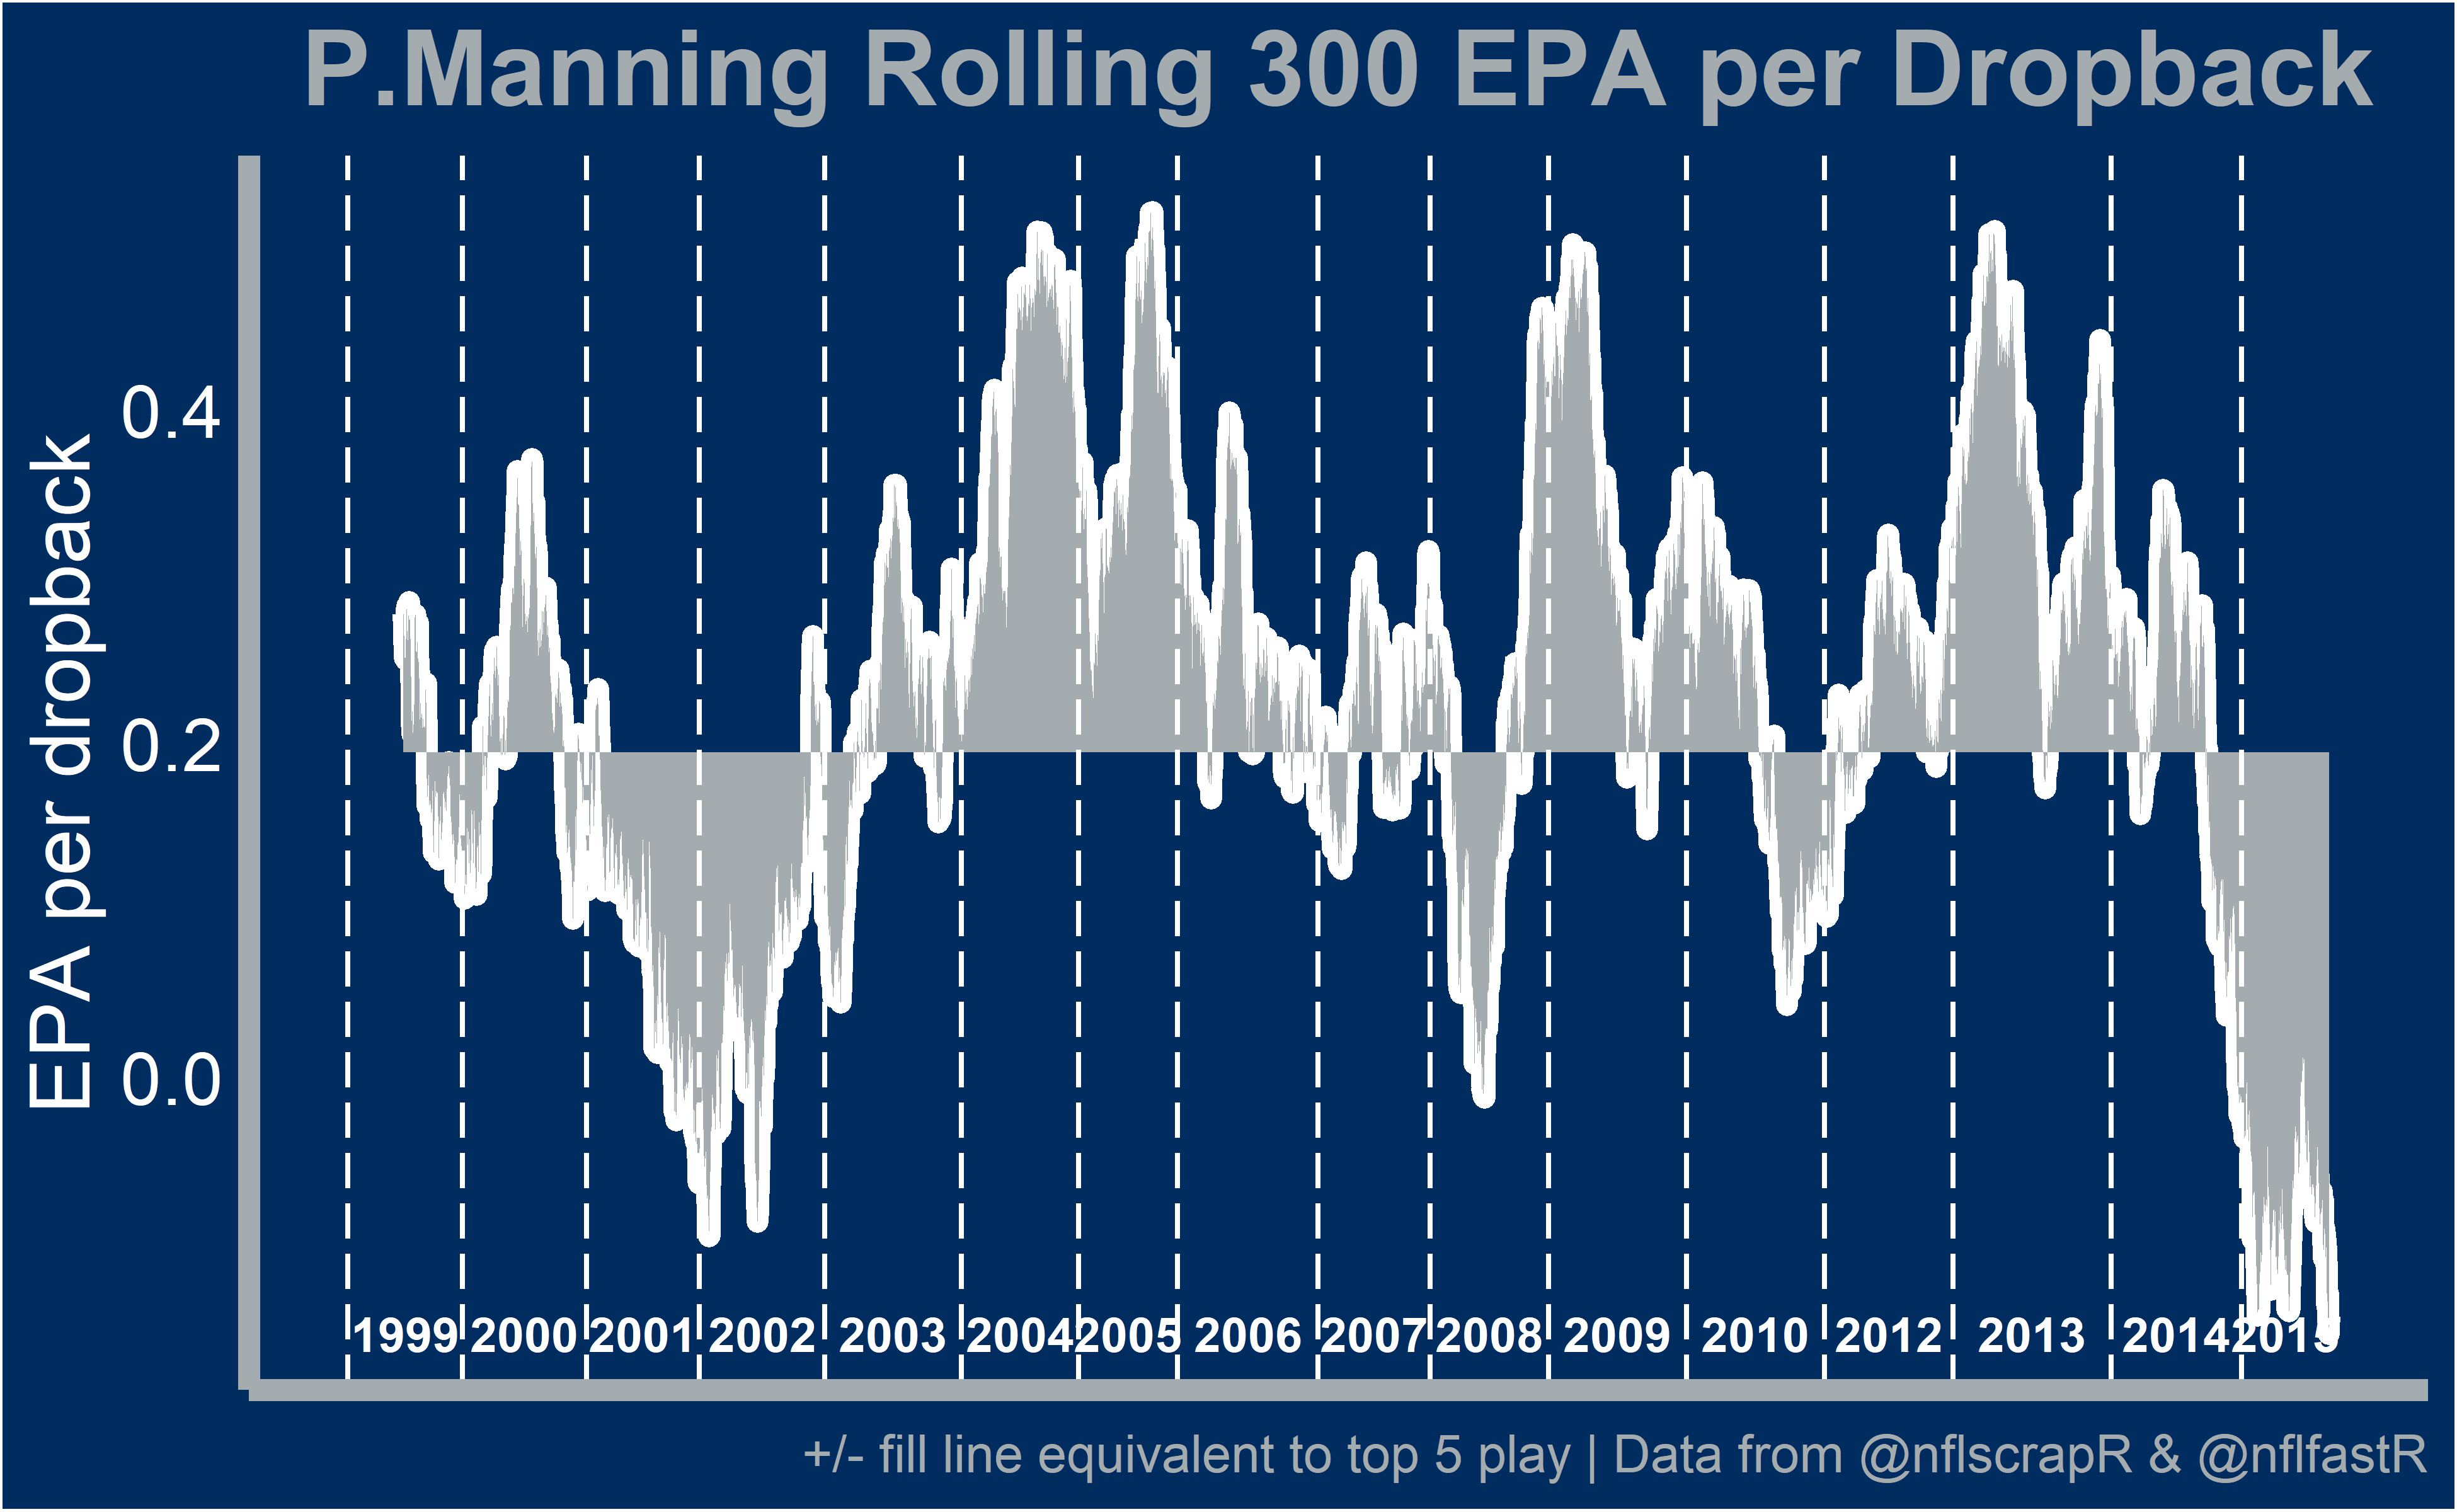 P.Manning Rolling 300 EPA per Dropback
EPA per dropback
0.4
0.2
0.0
1999 2000 2001 2002 2003 2004 2005 2006 2007 2008 2009 2010 2012 2013 2014 2015
+/- fill line equivalent to top 5 play | Data from @nflscrapR & @nflfastR